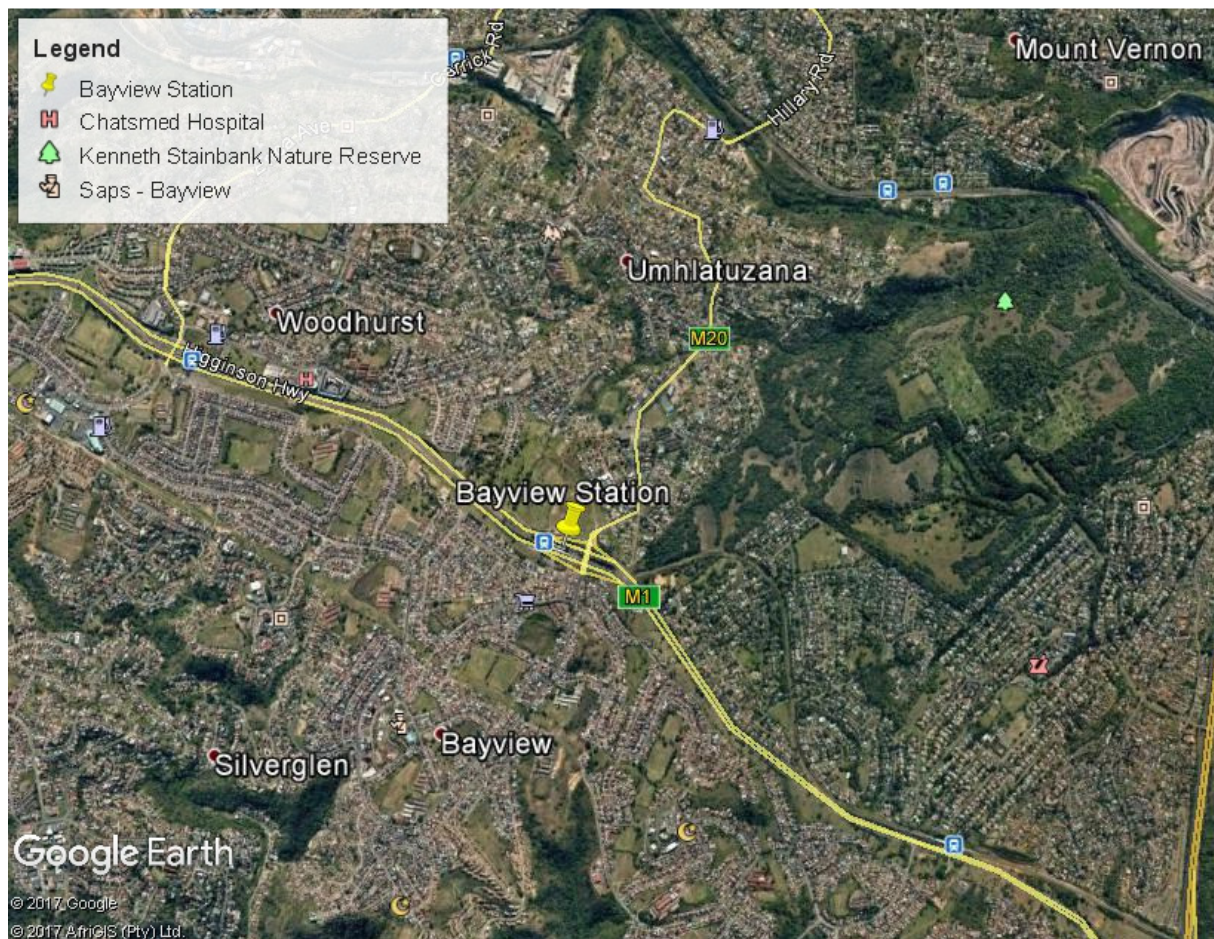 Legend
Bayview Station
Chatsmed Hospital
Kenneth Stainbank Nature Reserve
Saps - Bayview
Mount Vernon
Hillary Rd
Umhlatuzana
Woodhurst
M20
Higginson Hwy
Bayview Station
M1
Bayview
Silverglen
Google Earth
© 2017 Google
© 2017 AfriGIS (Pty) Ltd.